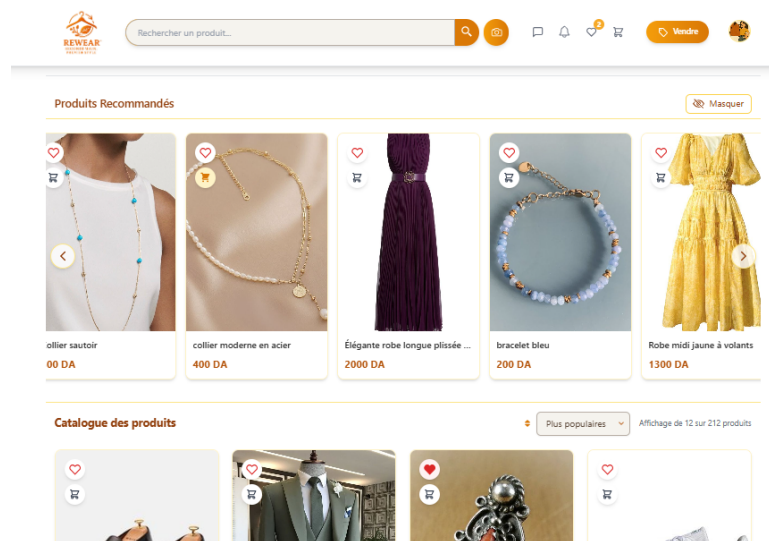 REWEAR
Rechercher un produit...
2
Vendre
Produits Recommandés
Masquer
ollier sautoir
00 DA
collier moderne en acier
400 DA
Élégante robe longue plissée ...
2000 DA
bracelet bleu
200 DA
Robe midi jaune à volants
1300 DA
Catalogue des produits
Plus populaires
Affichage de 12 sur 212 produits